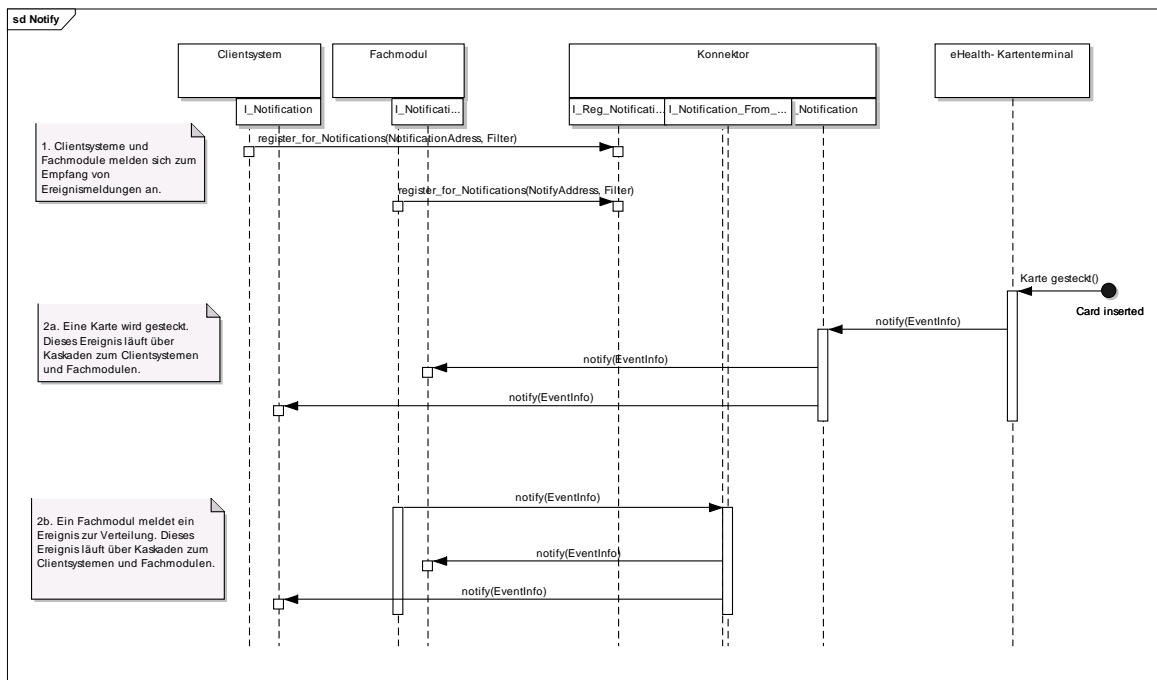 sd Notify
Clientsystem
Fachmodul
Konnektor
eHealth- Kartenterminal
I_Notification
I_Notificati...
I_Reg_Notificati...
I_Notification_From_...
_Notification
1. Clientsysteme und
Fachmodule melden sich zum
Empfang von
Ereignismeldungen an.
register_for_Notifications(NotificationAdress, Filter)
register_for_Notifications(NotifyAddress, Filter)
Karte gesteckt()
Card inserted
2a. Eine Karte wird gesteckt.
Dieses Ereignis läuft über
Kaskaden zum Clientsystemen
und Fachmodulen.
notify(EventInfo)
notify(EventInfo)
notify(EventInfo)
2b. Ein Fachmodul meldet ein
Ereignis zur Verteilung. Dieses
Ereignis läuft über Kaskaden zum
Clientsystemen und Fachmodulen.
notify(EventInfo)
notify(EventInfo)
notify(EventInfo)